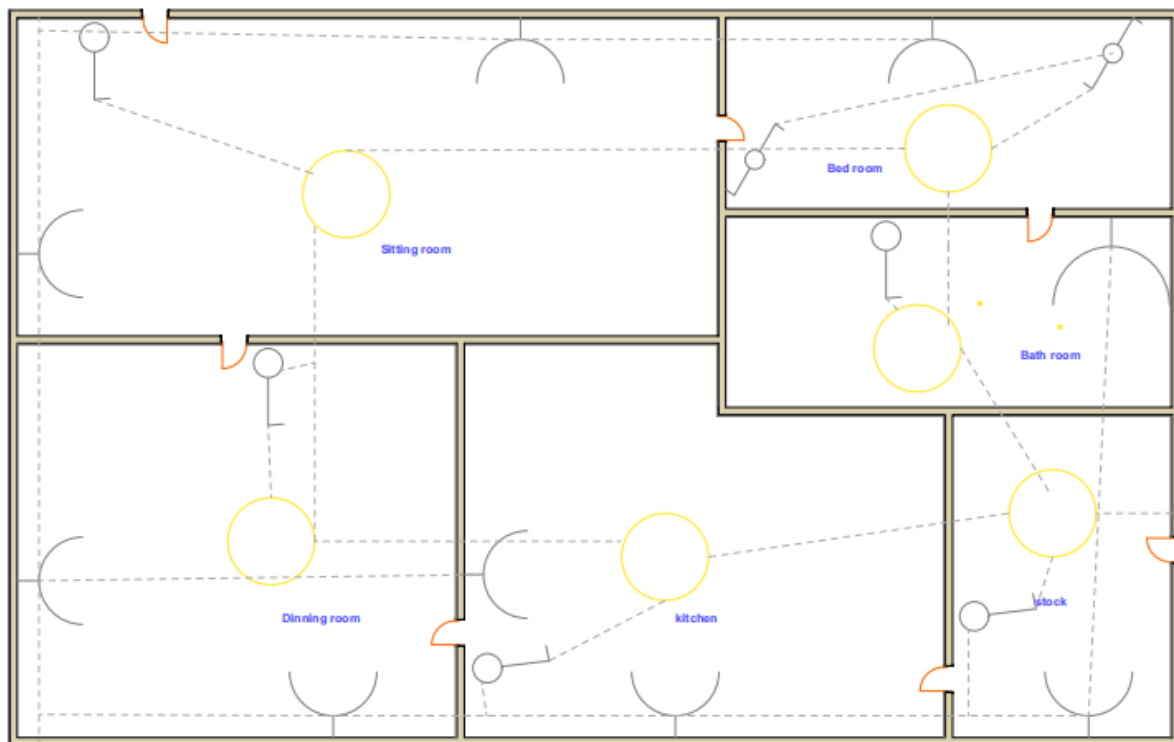 Bed room
Sitting room
Bath room
stock
Dinning room
kitchen